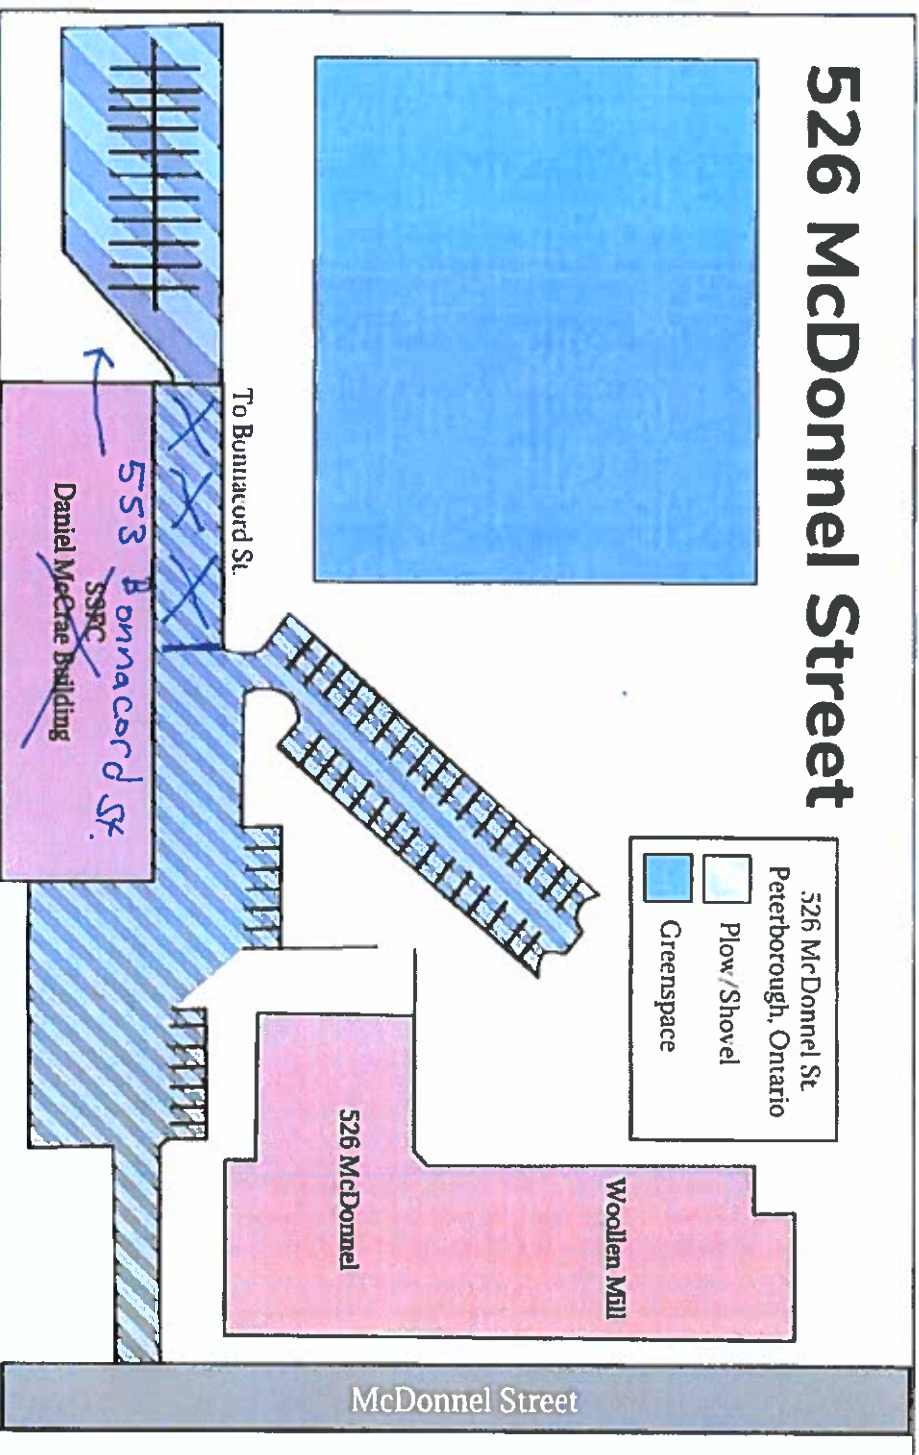 526 McDonnel Street
526 McDonnel St
Peterborough, Ontario
Plow/Shovel
Greenspace
Woollen Mill
526 McDonnel
To Bonnacord St.
553 Bonnacord St.
SSFC
Daniel McCrae Building
McDonnel Street